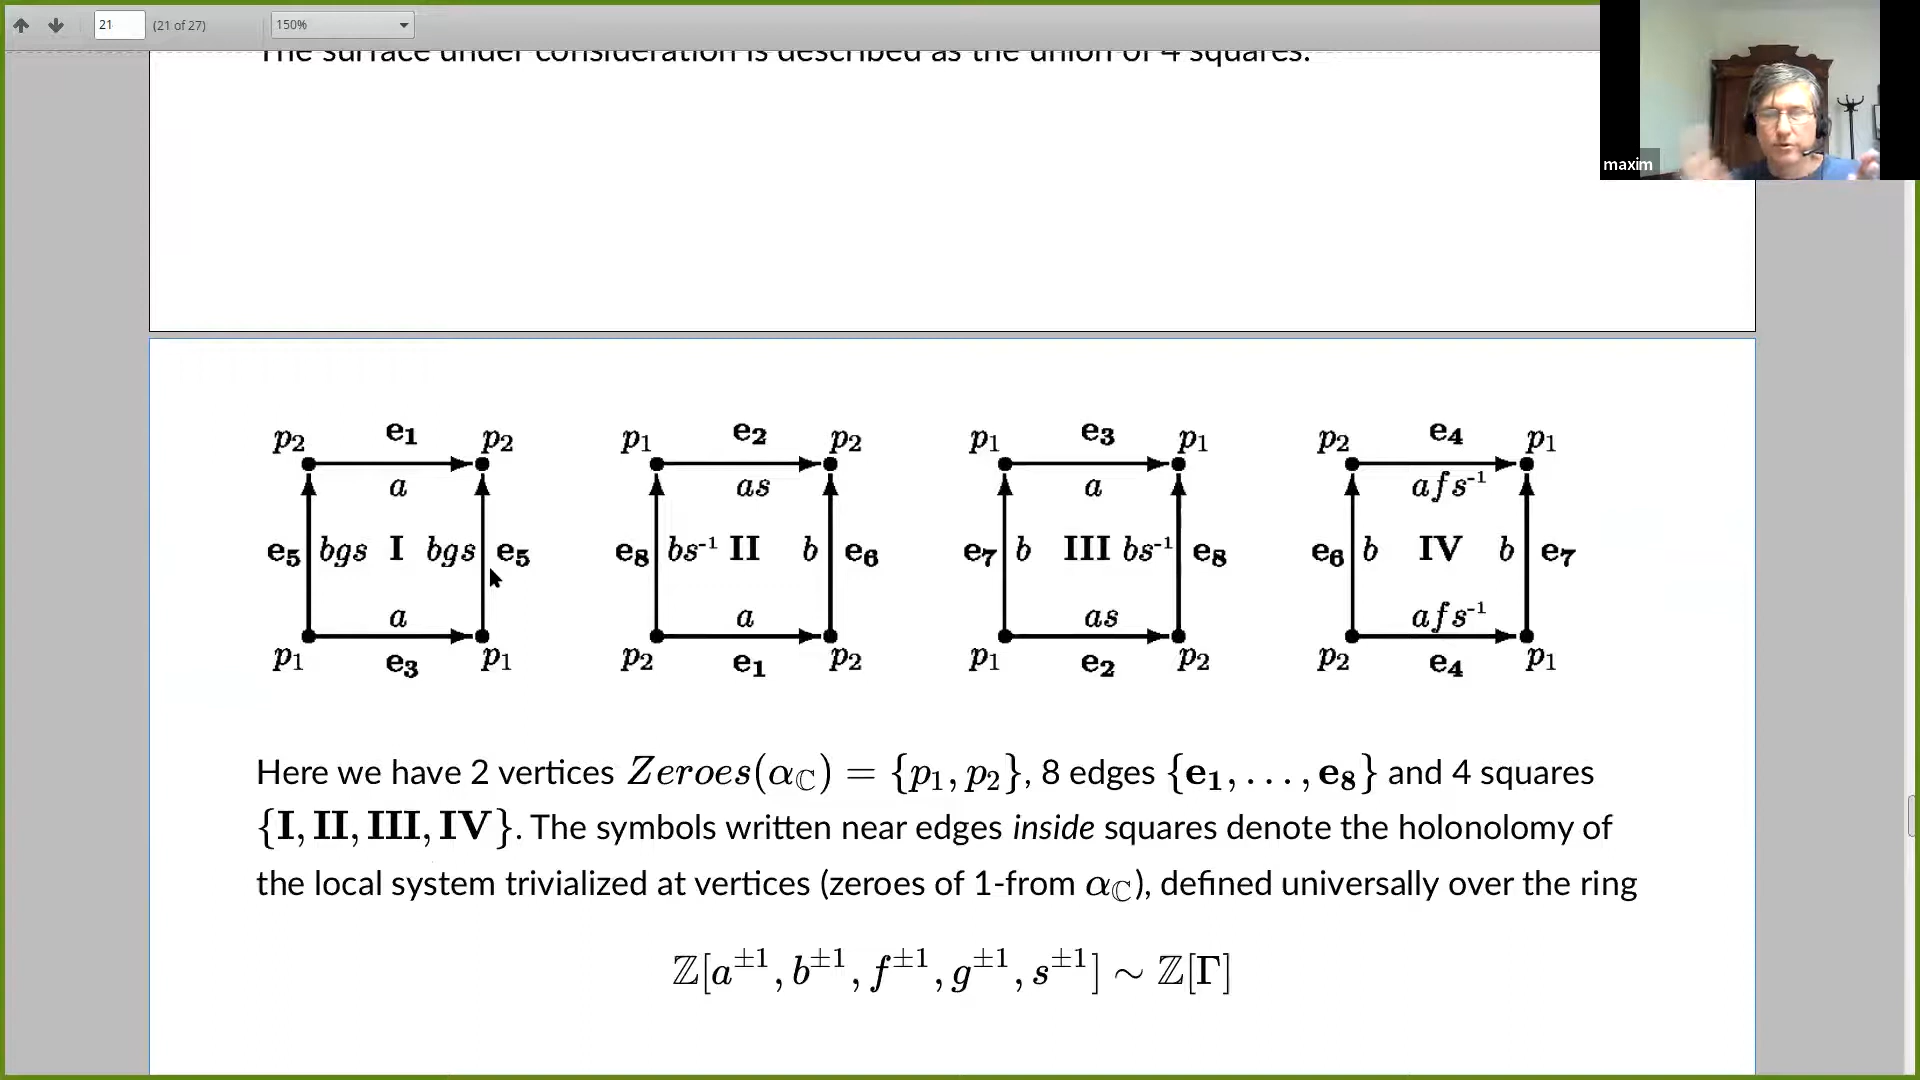 21 (21 of 27) 150%
The surface under consideration is described as the union of 4 squares.
maxim
p₂ e₁ p₂ p₁ e₂ p₂ p₁ e₃ p₁ p₂ e₄ p₁
a as a afs⁻¹
e₅ bgs I bgs e₅ e₈ bs⁻¹ II b e₆ e₇ b III bs⁻¹ e₈ e₆ b IV b e₇
a a as afs⁻¹
p₁ e₃ p₁ p₂ e₁ p₂ p₁ e₂ p₂ p₂ e₄ p₁
Here we have 2 vertices Zeroes(α_ℂ) = {p₁, p₂}, 8 edges {e₁, . . . , e₈} and 4 squares
{I, II, III, IV}. The symbols written near edges inside squares denote the holonolomy of
the local system trivialized at vertices (zeroes of 1-from α_ℂ), defined universally over the ring
ℤ[a^±1, b^±1, f^±1, g^±1, s^±1] ∼ ℤ[Γ]